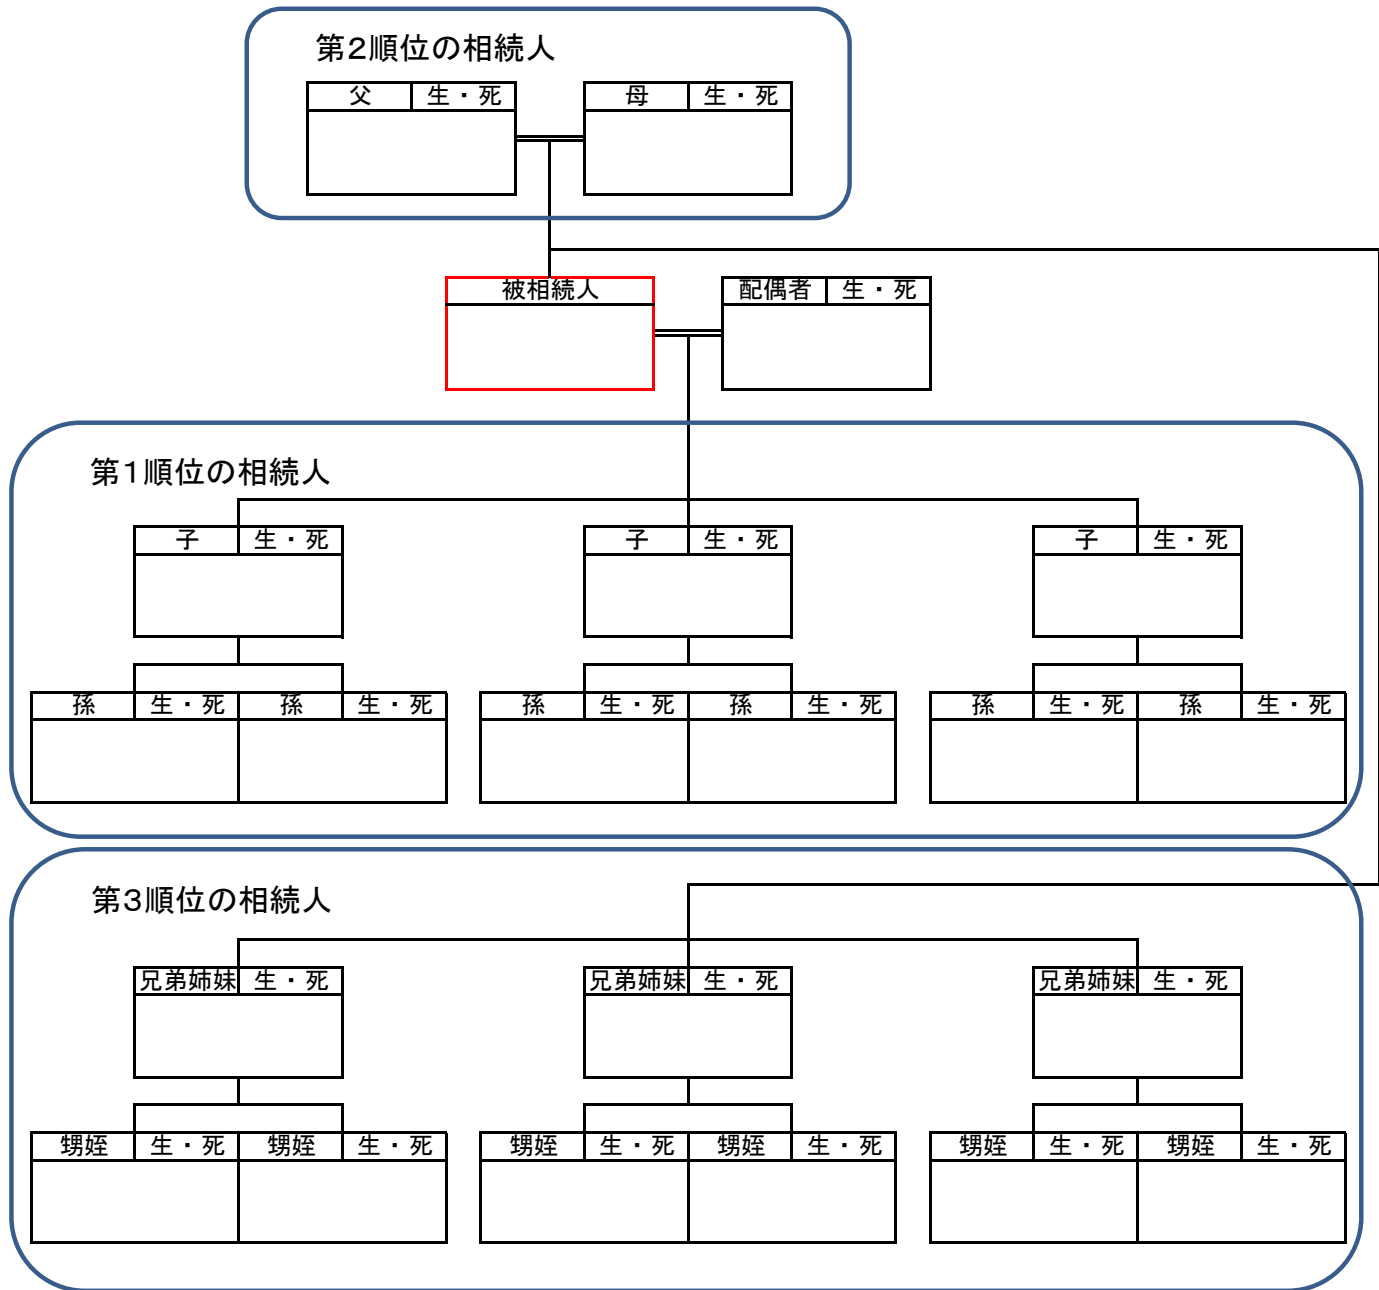 第2順位の相続人
父 生・死 母 生・死
被相続人 配偶者 生・死
第1順位の相続人
子 生・死 子 生・死 子 生・死
孫 生・死 孫 生・死 孫 生・死 孫 生・死 孫 生・死 孫 生・死
第3順位の相続人
兄弟姉妹 生・死 兄弟姉妹 生・死 兄弟姉妹 生・死
甥姪 生・死 甥姪 生・死 甥姪 生・死 甥姪 生・死 甥姪 生・死 甥姪 生・死